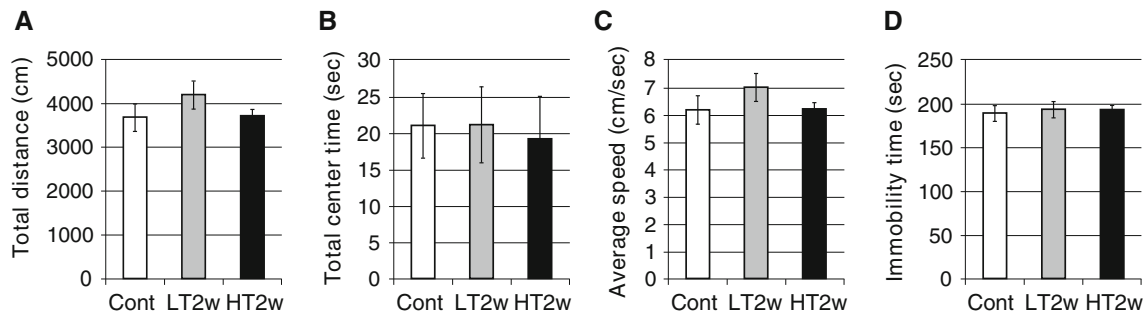 A
Total distance (cm)
5000
4000
3000
2000
1000
0
Cont LT2w HT2w
B
Total center time (sec)
30
25
20
15
10
5
0
Cont LT2w HT2w
C
Average speed (cm/sec)
8
7
6
5
4
3
2
1
0
Cont LT2w HT2w
D
Immobility time (sec)
250
200
150
100
50
0
Cont LT2w HT2w